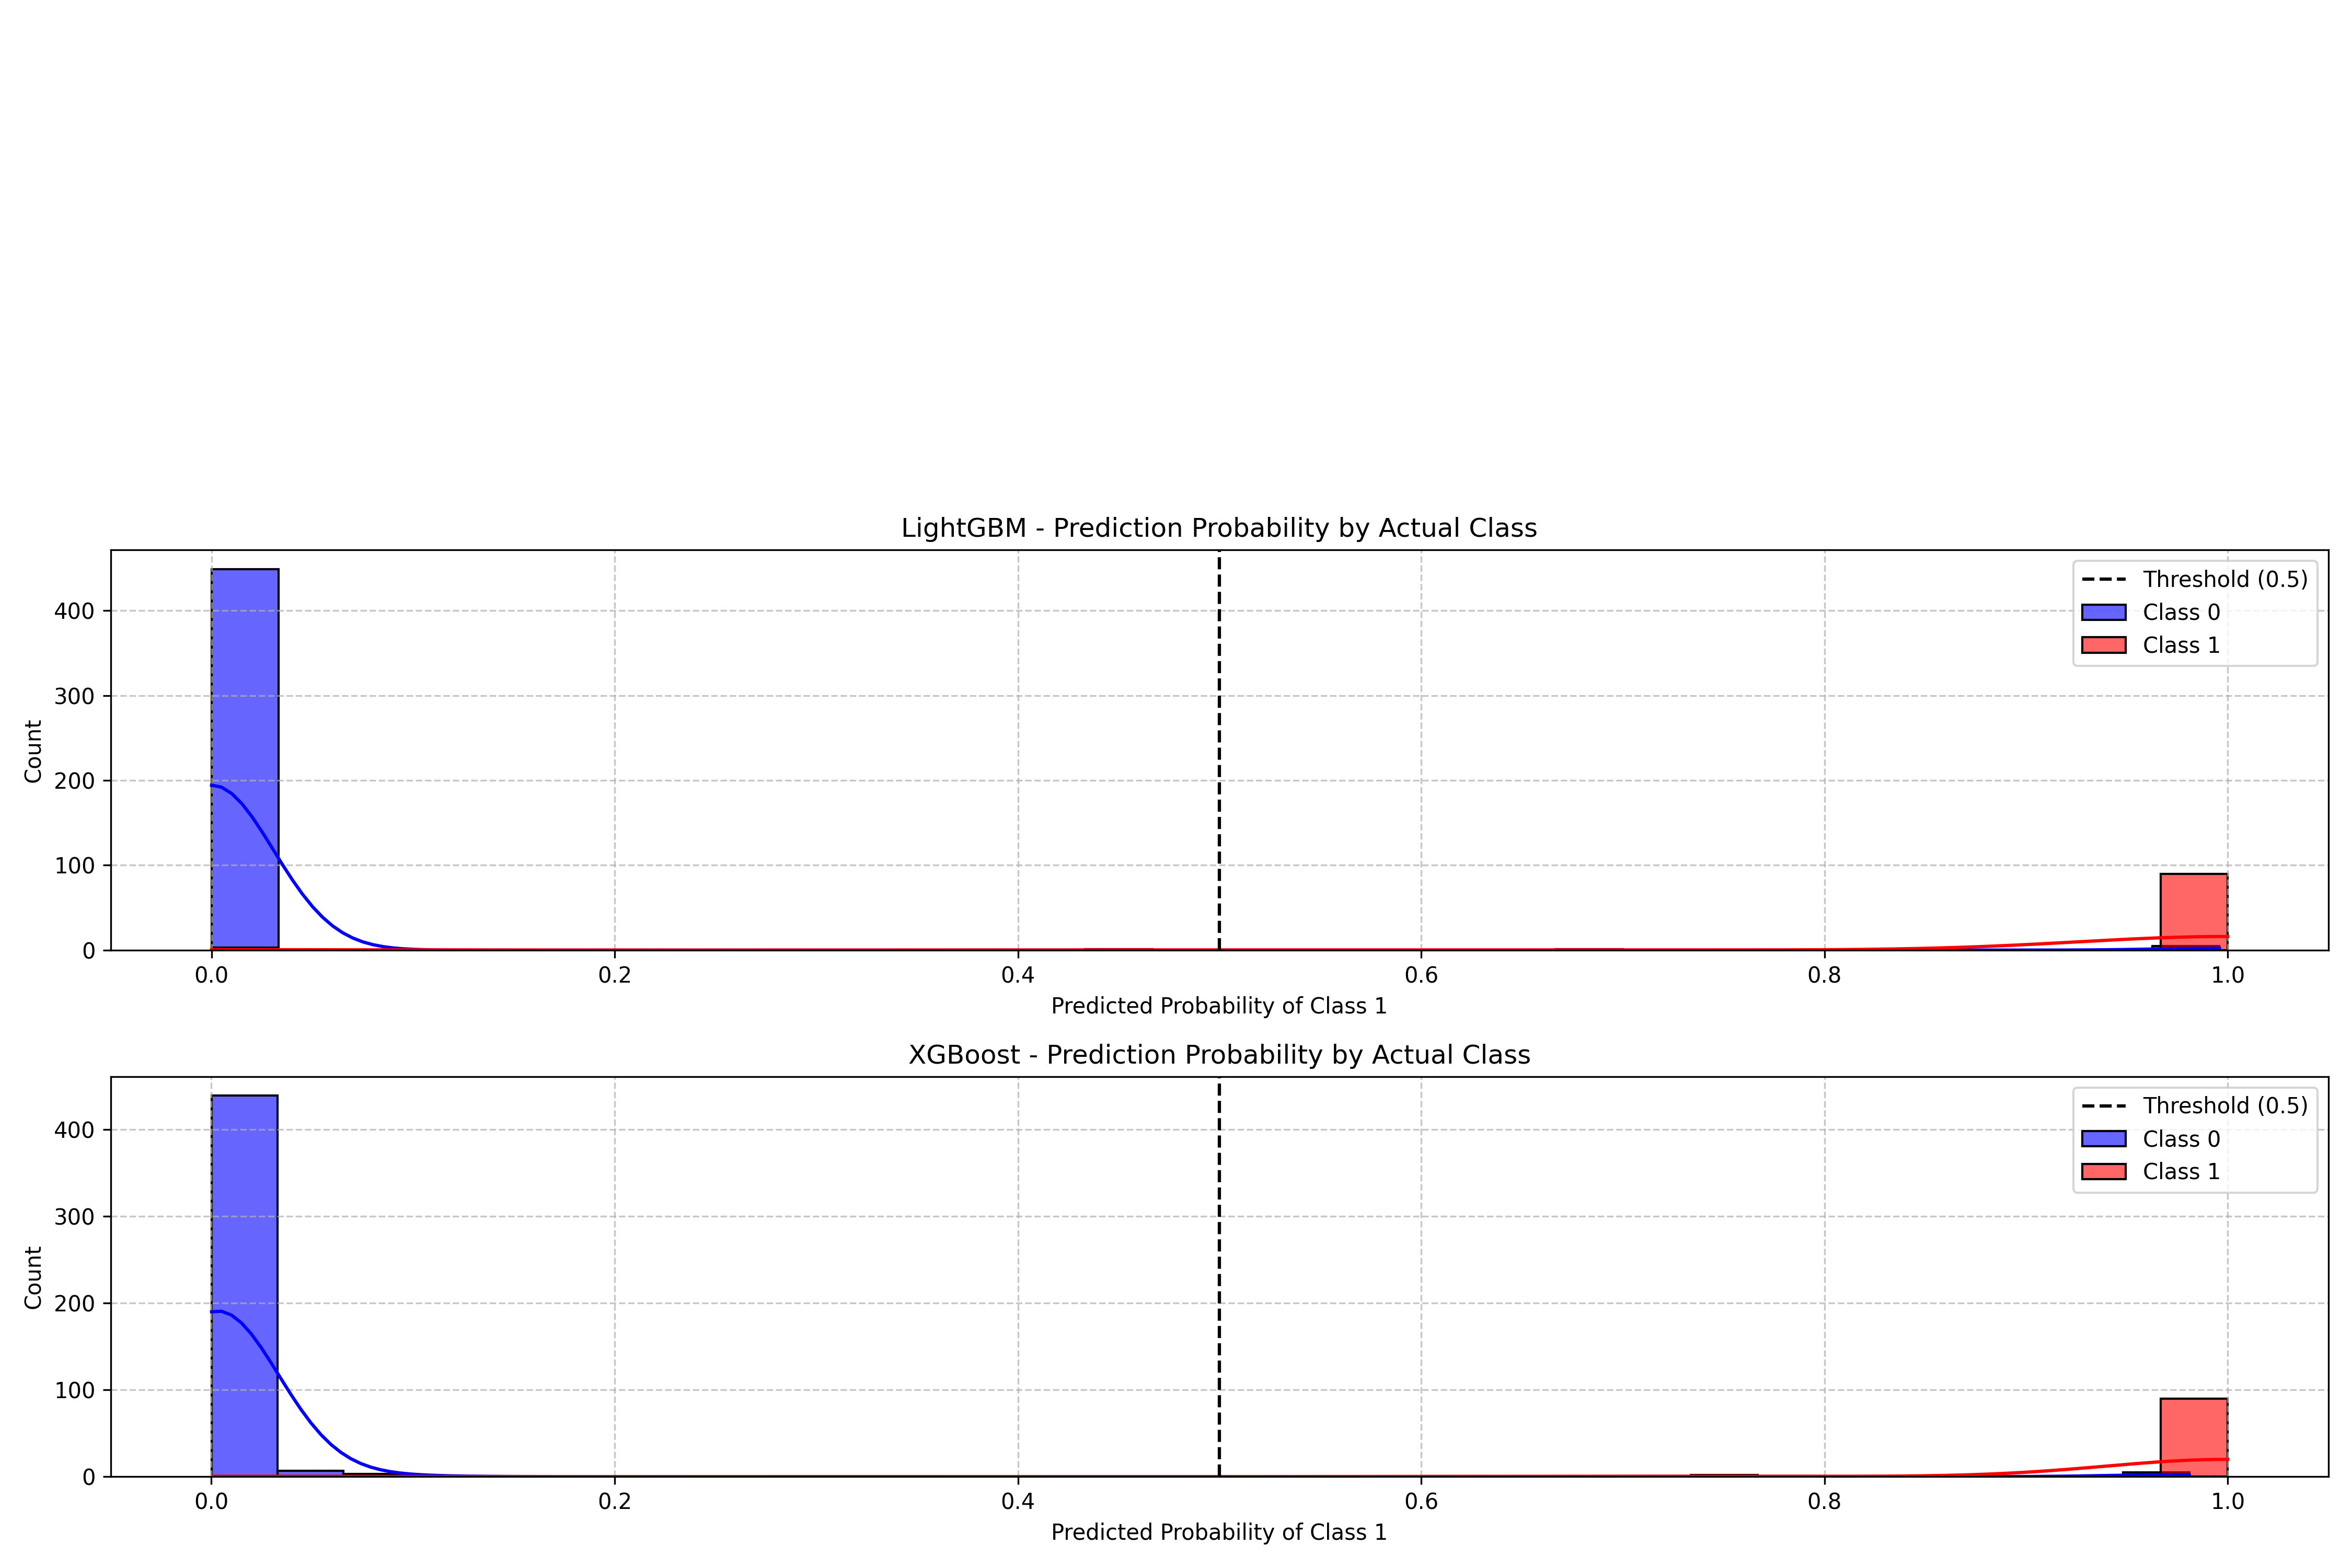 LightGBM - Prediction Probability by Actual Class
Threshold (0.5)
Class 0
Class 1
Count
400
300
200
100
0
0.0 0.2 0.4 0.6 0.8 1.0
Predicted Probability of Class 1
XGBoost - Prediction Probability by Actual Class
Threshold (0.5)
Class 0
Class 1
Count
400
300
200
100
0
0.0 0.2 0.4 0.6 0.8 1.0
Predicted Probability of Class 1